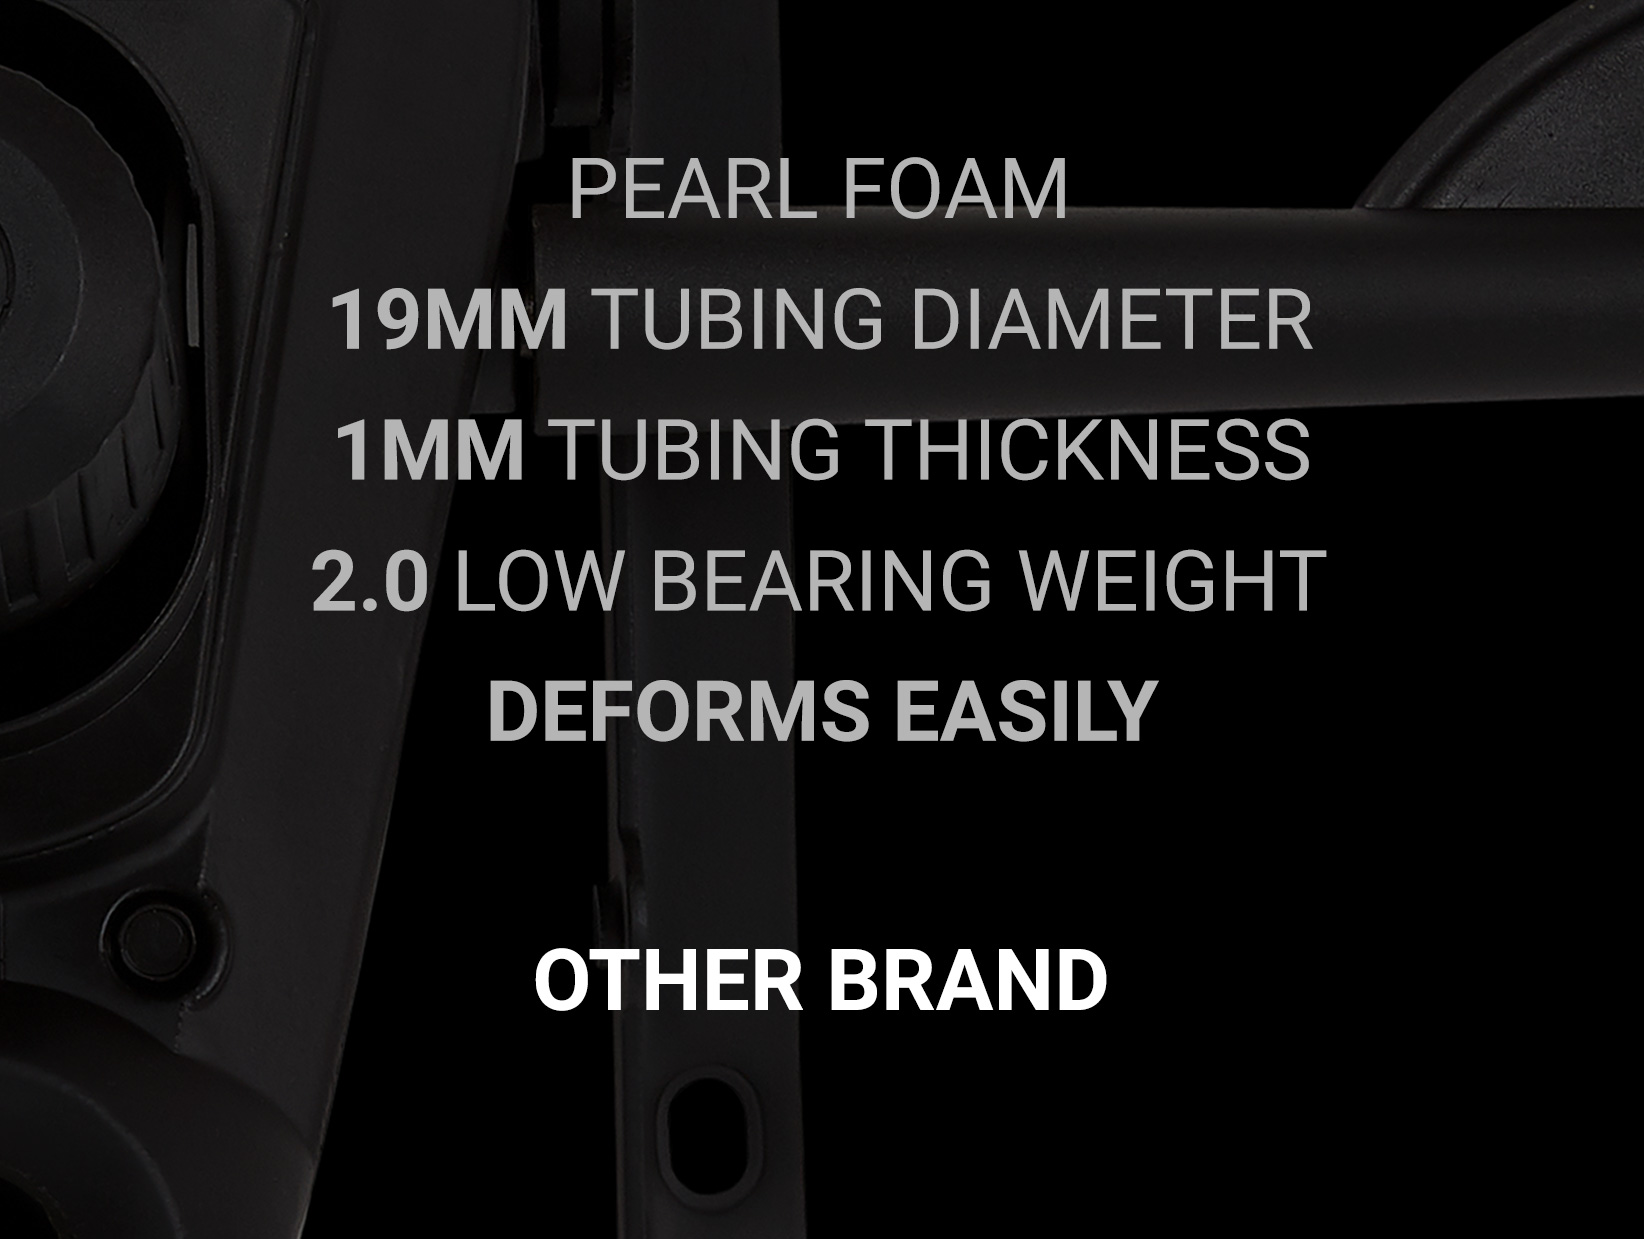 PEARL FOAM
19MM TUBING DIAMETER
1MM TUBING THICKNESS
2.0 LOW BEARING WEIGHT
DEFORMS EASILY
OTHER BRAND